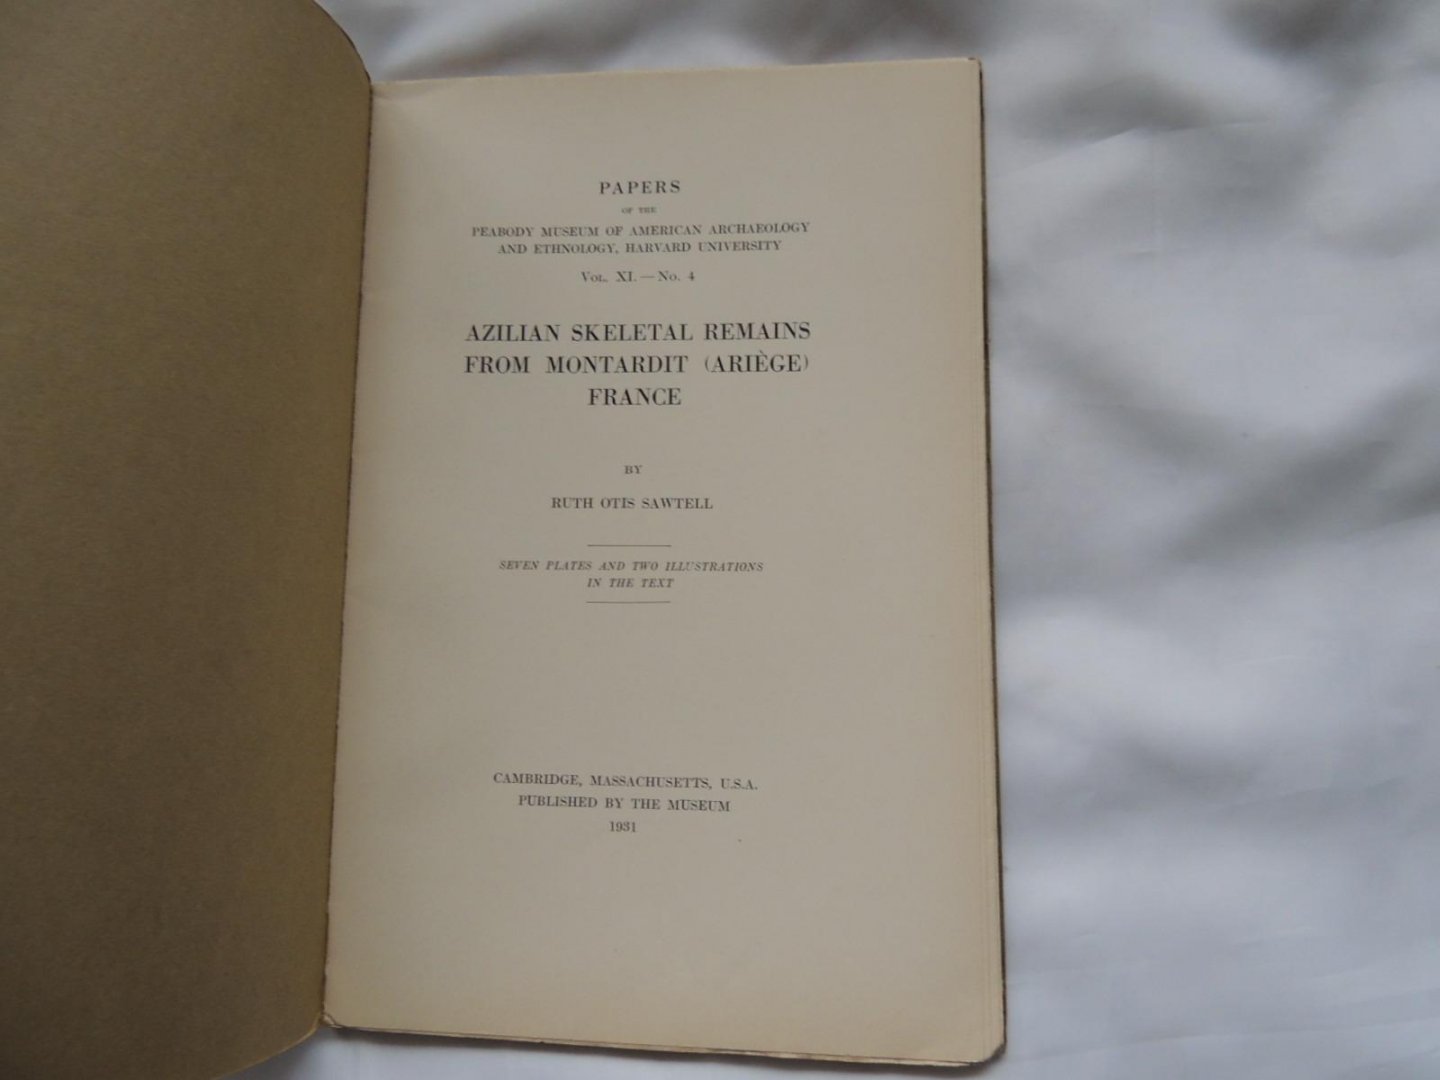 PAPERS
OF THE
PEABODY MUSEUM OF AMERICAN ARCHAEOLOGY
AND ETHNOLOGY, HARVARD UNIVERSITY
VOL. XI. — No. 4
AZILIAN SKELETAL REMAINS
FROM MONTARDIT (ARIÈGE)
FRANCE
BY
RUTH OTIS SAWTELL
SEVEN PLATES AND TWO ILLUSTRATIONS
IN THE TEXT
CAMBRIDGE, MASSACHUSETTS, U.S.A.
PUBLISHED BY THE MUSEUM
1931